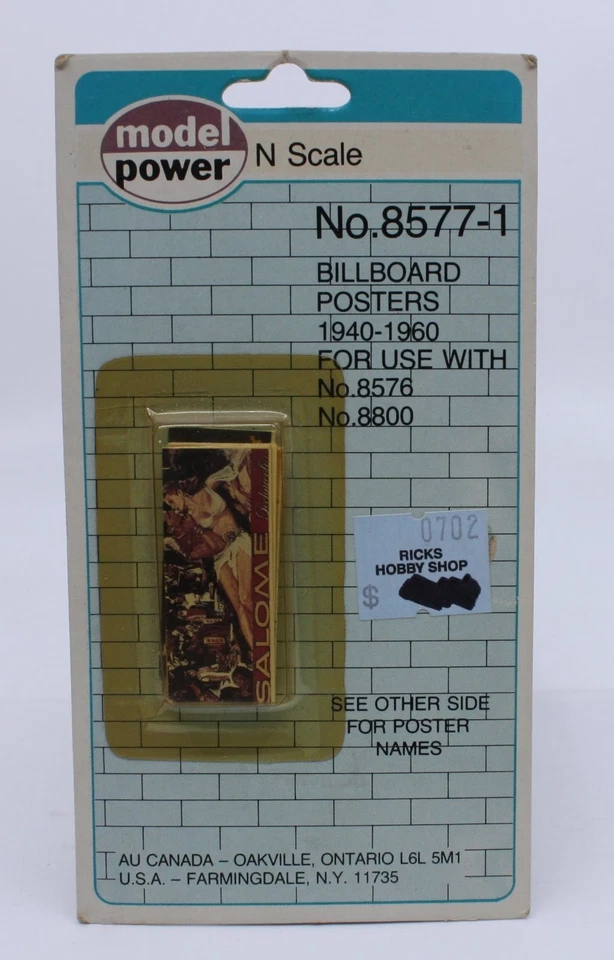 model
power
N Scale
No.8577-1
BILLBOARD
POSTERS
1940-1960
FOR USE WITH
No.8576
No.8800
SALOME
0702
RICKS
HOBBY SHOP
$
SEE OTHER SIDE
FOR POSTER
NAMES
AU CANADA – OAKVILLE, ONTARIO L6L 5M1
U.S.A. – FARMINGDALE, N.Y. 11735